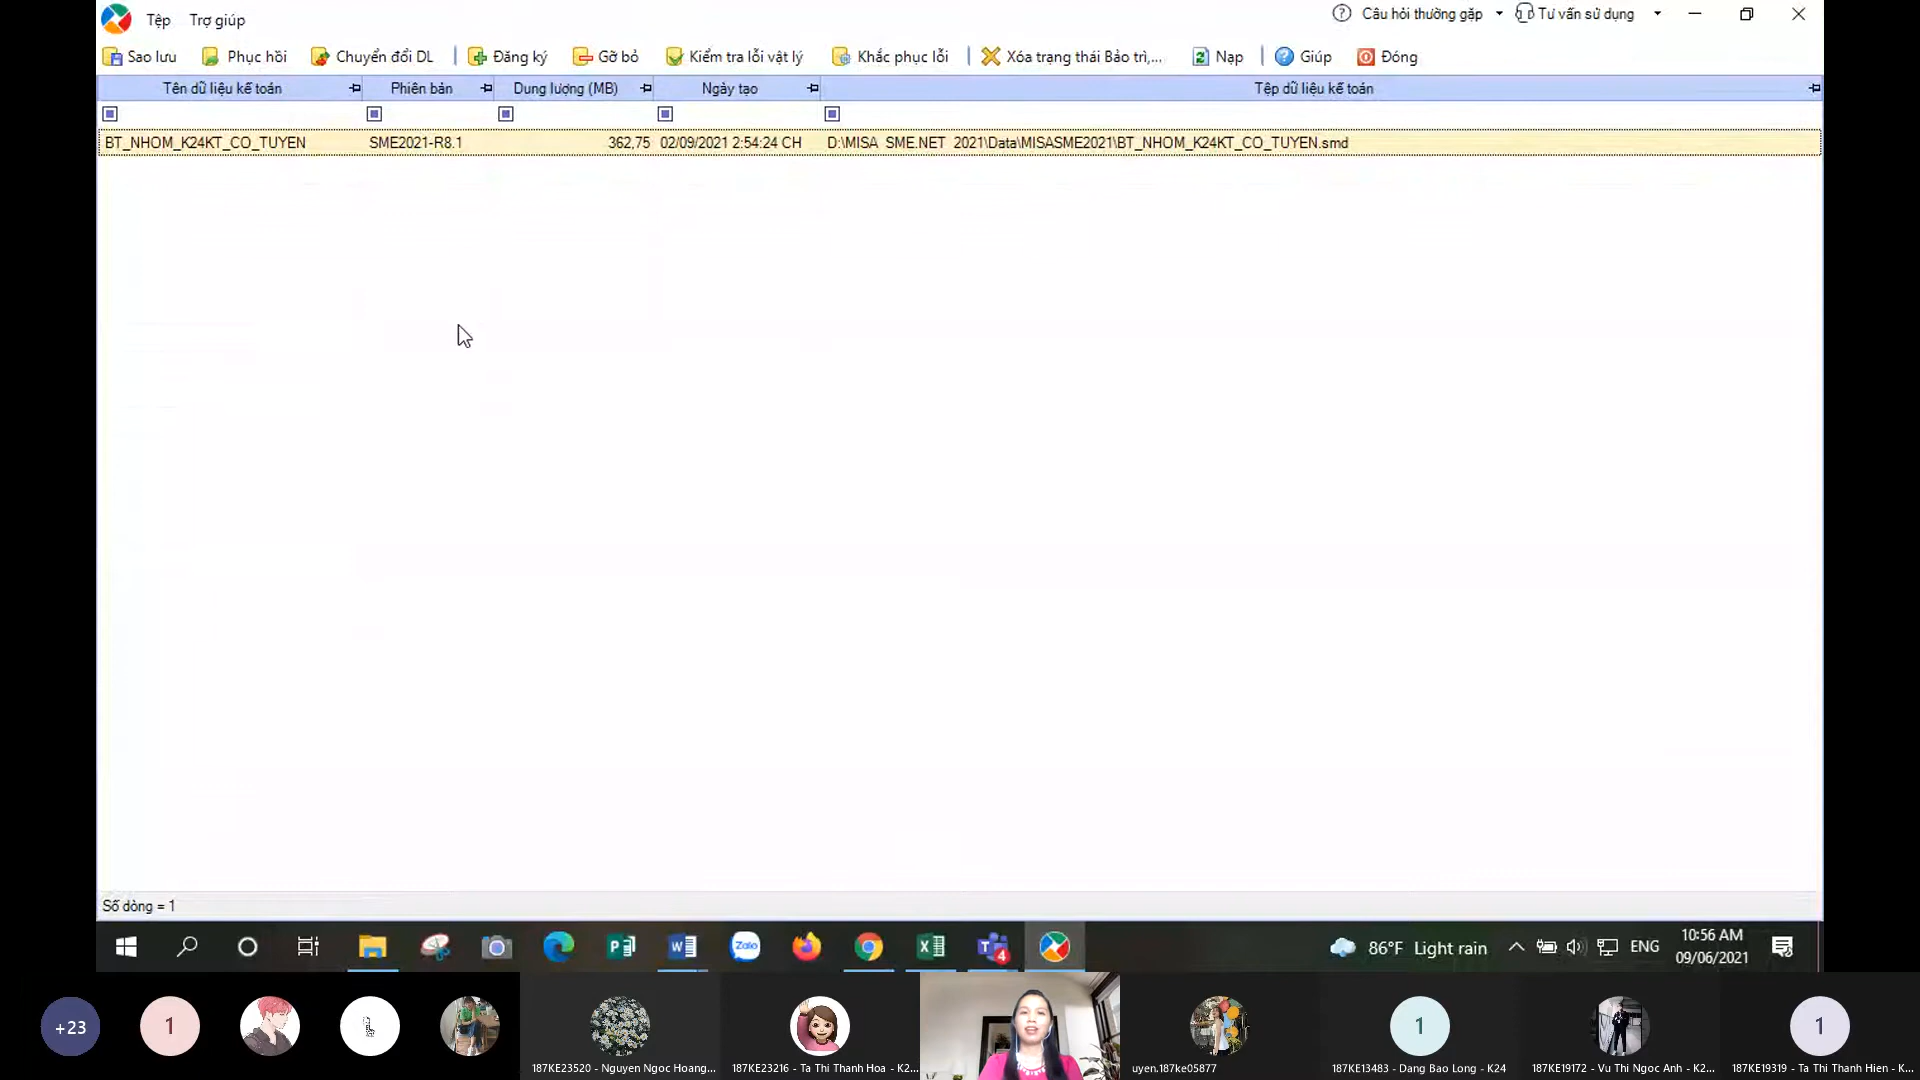 Tệp Trợ giúp Câu hỏi thường gặp Tư vấn sử dụng
Sao lưu Phục hồi Chuyển đổi DL Đăng ký Gỡ bỏ Kiểm tra lỗi vật lý Khắc phục lỗi Xóa trạng thái Bảo trì,... Nạp Giúp Đóng
Tên dữ liệu kế toán Phiên bản Dung lượng (MB) Ngày tạo Tệp dữ liệu kế toán
BT_NHOM_K24KT_CO_TUYEN SME2021-R8.1 362,75 02/09/2021 2:54:24 CH D:\MISA SME.NET 2021\Data\MISASME2021\BT_NHOM_K24KT_CO_TUYEN.smd
Số dòng = 1
Zalo 4 86°F Light rain ENG 10:56 AM
09/06/2021
+23 1 1 1
187KE23520 - Nguyen Ngoc Hoang... 187KE23216 - Ta Thi Thanh Hoa - K2... uyen.187ke05877 187KE13483 - Dang Bao Long - K24 187KE19172 - Vu Thi Ngoc Anh - K2... 187KE19319 - Ta Thi Thanh Hien - K...